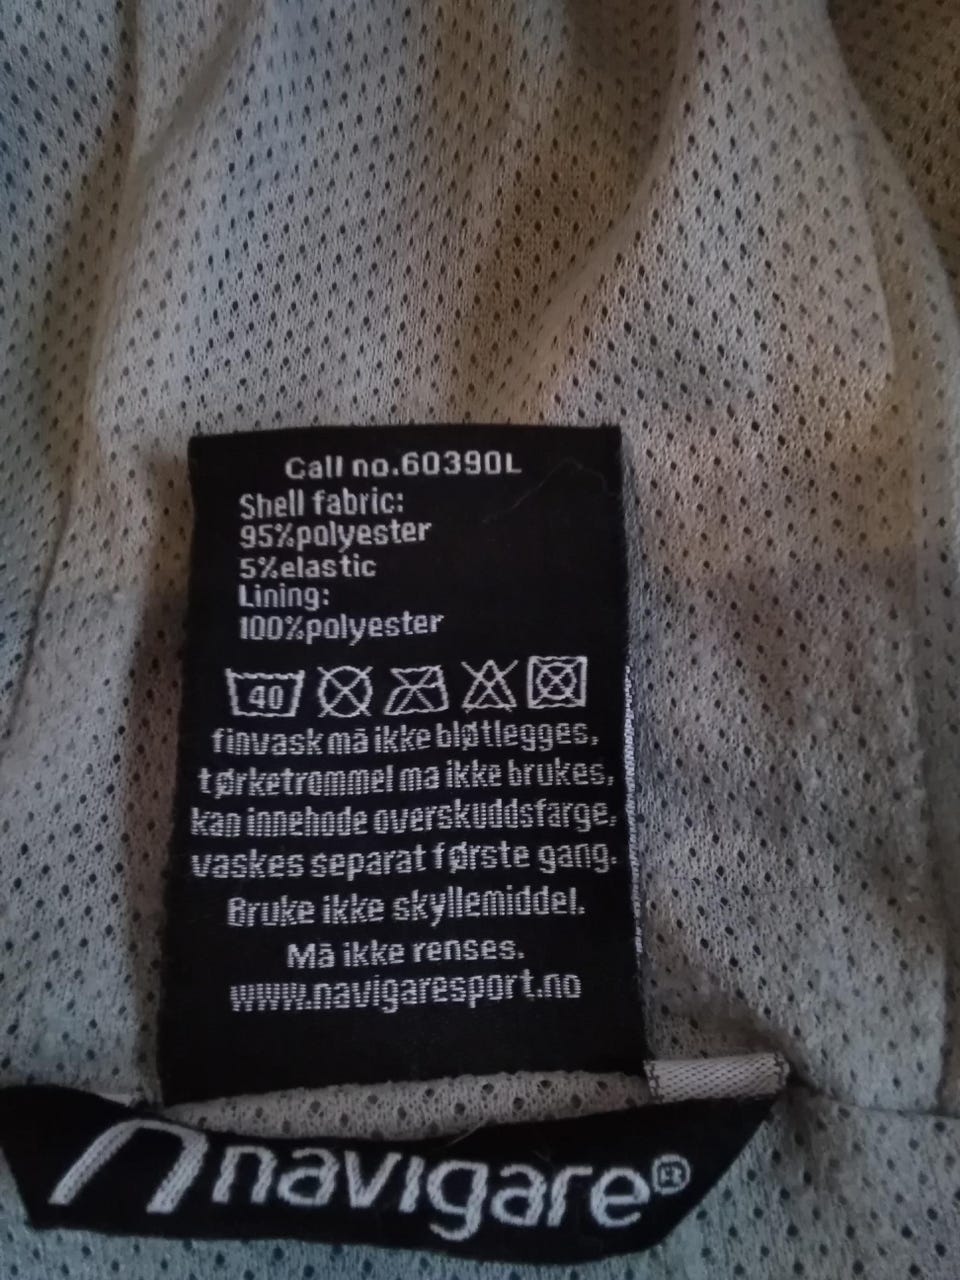 Call no.60390L
Shell fabric:
95%polyester
5%elastic
Lining:
100%polyester
40
finvask må ikke bløtlegges,
tørketrommel ma ikke brukes,
kan innehode overskuddsfarge,
vaskes separat første gang.
Bruke ikke skyllemiddel.
Må ikke renses.
www.navigaresport.no
navigare®